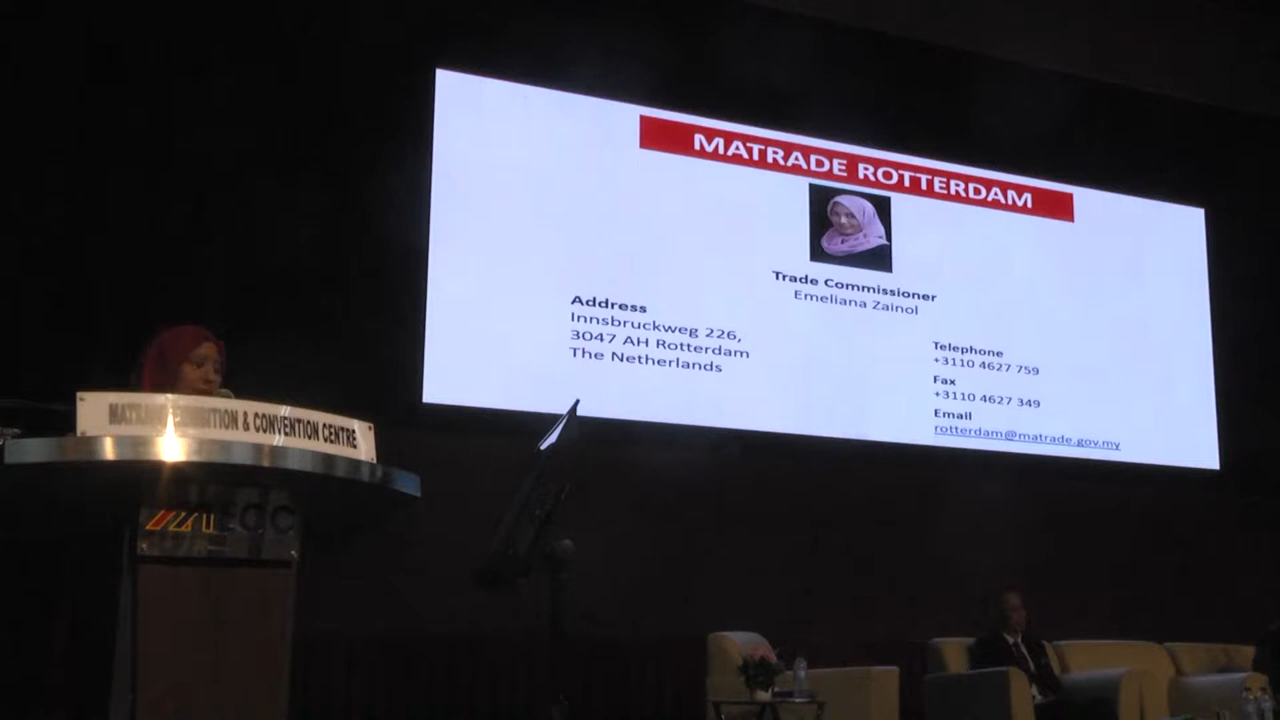 MATRADE ROTTERDAM
Trade Commissioner
Emeliana Zainol
Address
Innsbruckweg 226,
3047 AH Rotterdam
The Netherlands
Telephone
+3110 4627 759
Fax
+3110 4627 349
Email
rotterdam@matrade.gov.my
& CONVENTION CENTRE